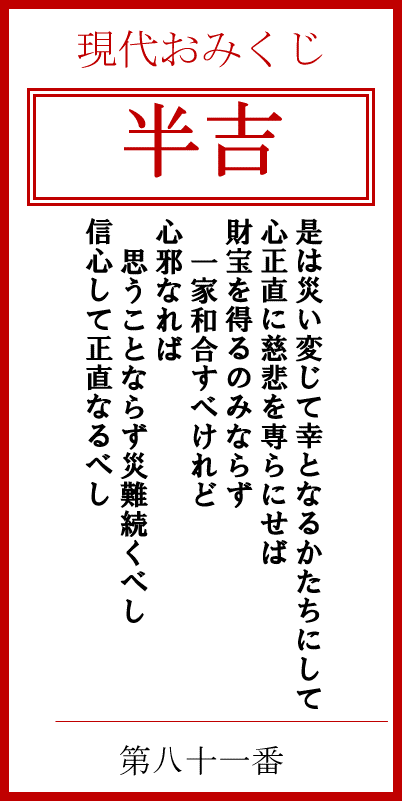 現代おみくじ
半吉
是は災い変じて幸となるかたちにして
心正直に慈悲を専らにせば
財宝を得るのみならず
一家和合すべけれど
心邪なれば
思うことならず災難続くべし
信心して正直なるべし
第八十一番